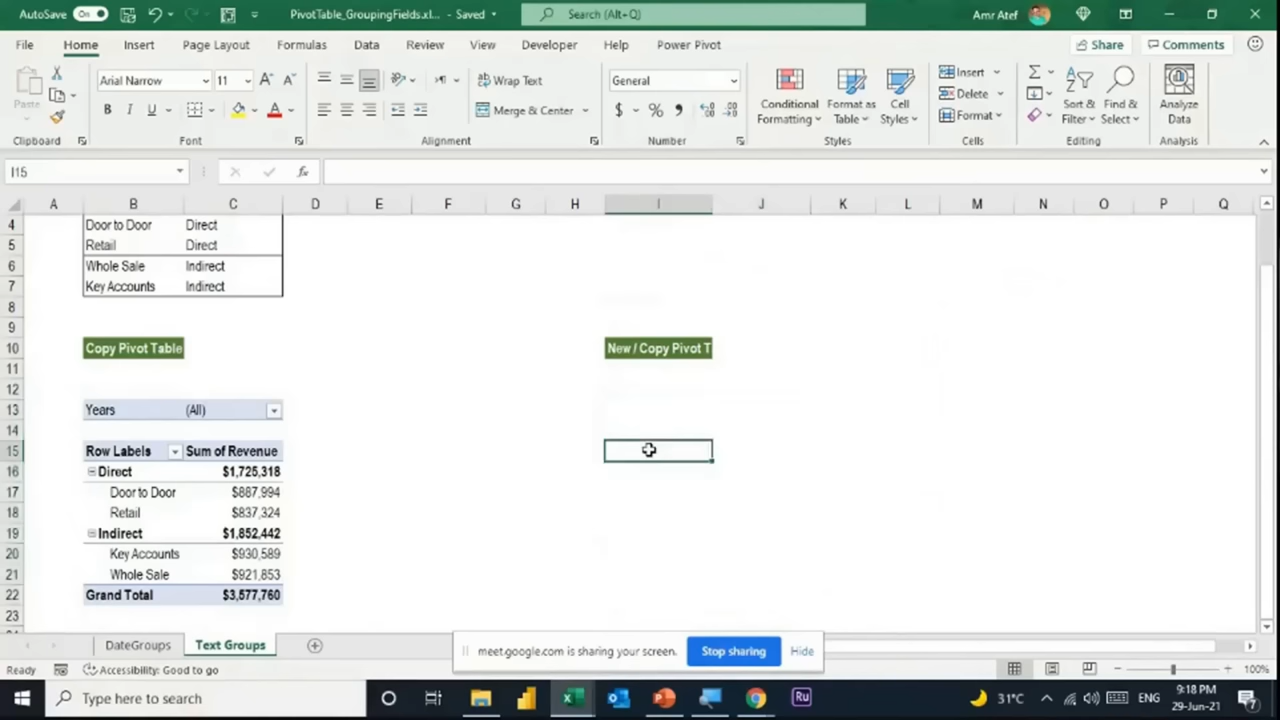 AutoSave On PivotTable_GroupingFields.xl... - Saved Search (Alt+Q) Amr Atef
File Home Insert Page Layout Formulas Data Review View Developer Help Power Pivot Share Comments
Paste Arial Narrow 11 Wrap Text General Conditional Formatting Format as Table Cell Styles Insert Sort & Filter Find & Select Analyze Data
B I U A Merge & Center $ % Delete
Format
Clipboard Font Alignment Number Styles Cells Editing Analysis
I15 fx
A B C D E F G H I J K L M N O P Q
4 Door to Door Direct
5 Retail Direct
6 Whole Sale Indirect
7 Key Accounts Indirect
8
9
10 Copy Pivot Table New / Copy Pivot T
11
12
13 Years (All)
14
15 Row Labels Sum of Revenue
16 Direct $1,725,318
17 Door to Door $887,994
18 Retail $837,324
19 Indirect $1,852,442
20 Key Accounts $930,589
21 Whole Sale $921,853
22 Grand Total $3,577,760
23
DateGroups Text Groups
meet.google.com is sharing your screen. Stop sharing Hide
Ready Accessibility: Good to go 100%
Type here to search Ru 31°C ENG 9:18 PM
29-Jun-21 7